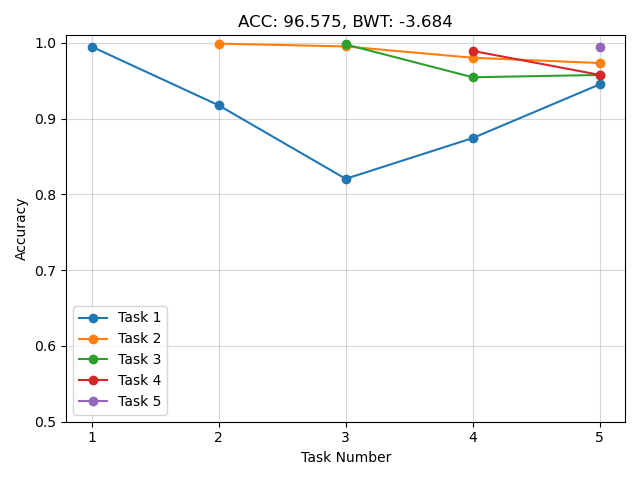 ACC: 96.575, BWT: -3.684
1.0
0.9
0.8
0.7
0.6
0.5
Accuracy
Task 1
Task 2
Task 3
Task 4
Task 5
1 2 3 4 5
Task Number